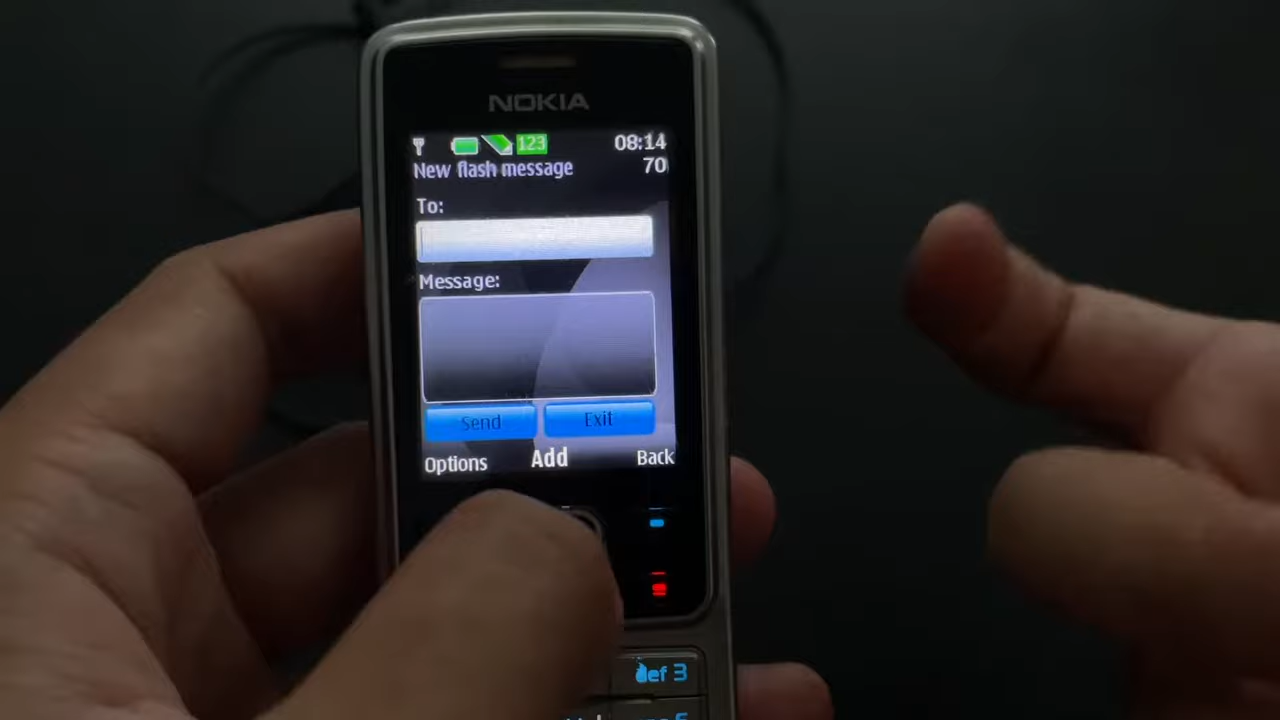 NOKIA
123 08:14
New flash message 70
To:
Message:
Send Exit
Options Add Back
def 3